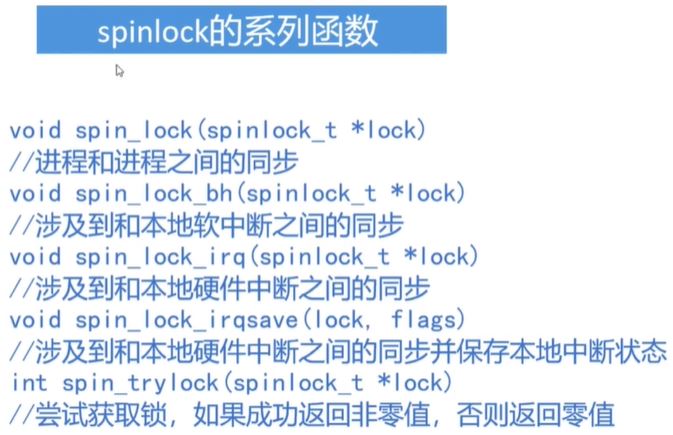 spinlock的系列函数
void spin_lock(spinlock_t *lock)
//进程和进程之间的同步
void spin_lock_bh(spinlock_t *lock)
//涉及到和本地软中断之间的同步
void spin_lock_irq(spinlock_t *lock)
//涉及到和本地硬件中断之间的同步
void spin_lock_irqsave(lock, flags)
//涉及到和本地硬件中断之间的同步并保存本地中断状态
int spin_trylock(spinlock_t *lock)
//尝试获取锁，如果成功返回非零值，否则返回零值